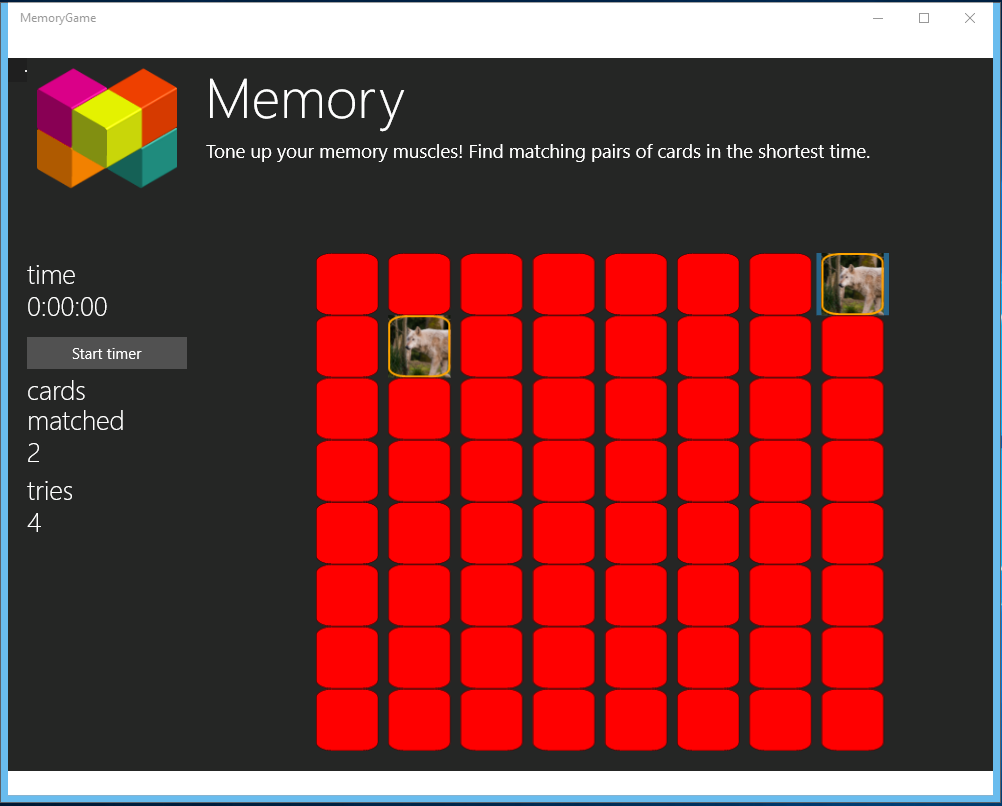 MemoryGame
Memory
Tone up your memory muscles! Find matching pairs of cards in the shortest time.
time
0:00:00
Start timer
cards
matched
2
tries
4